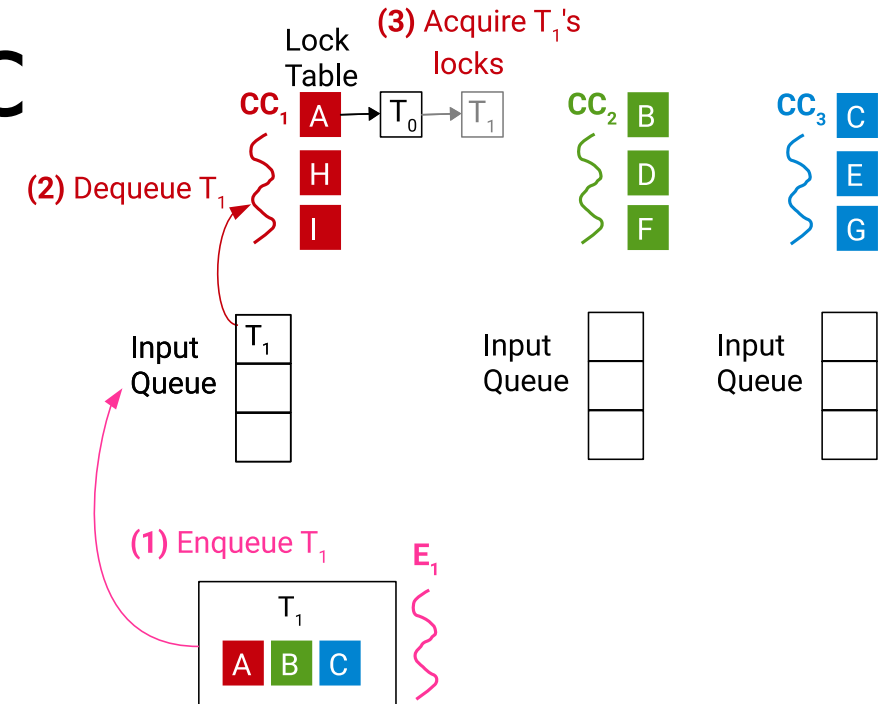 C
(3) Acquire T1's
locks
Lock
Table
CC1 A T0 T1
H
I
CC2 B
D
F
CC3 C
E
G
(2) Dequeue T1
Input
Queue
T1
Input
Queue
Input
Queue
(1) Enqueue T1
E1
T1
A B C